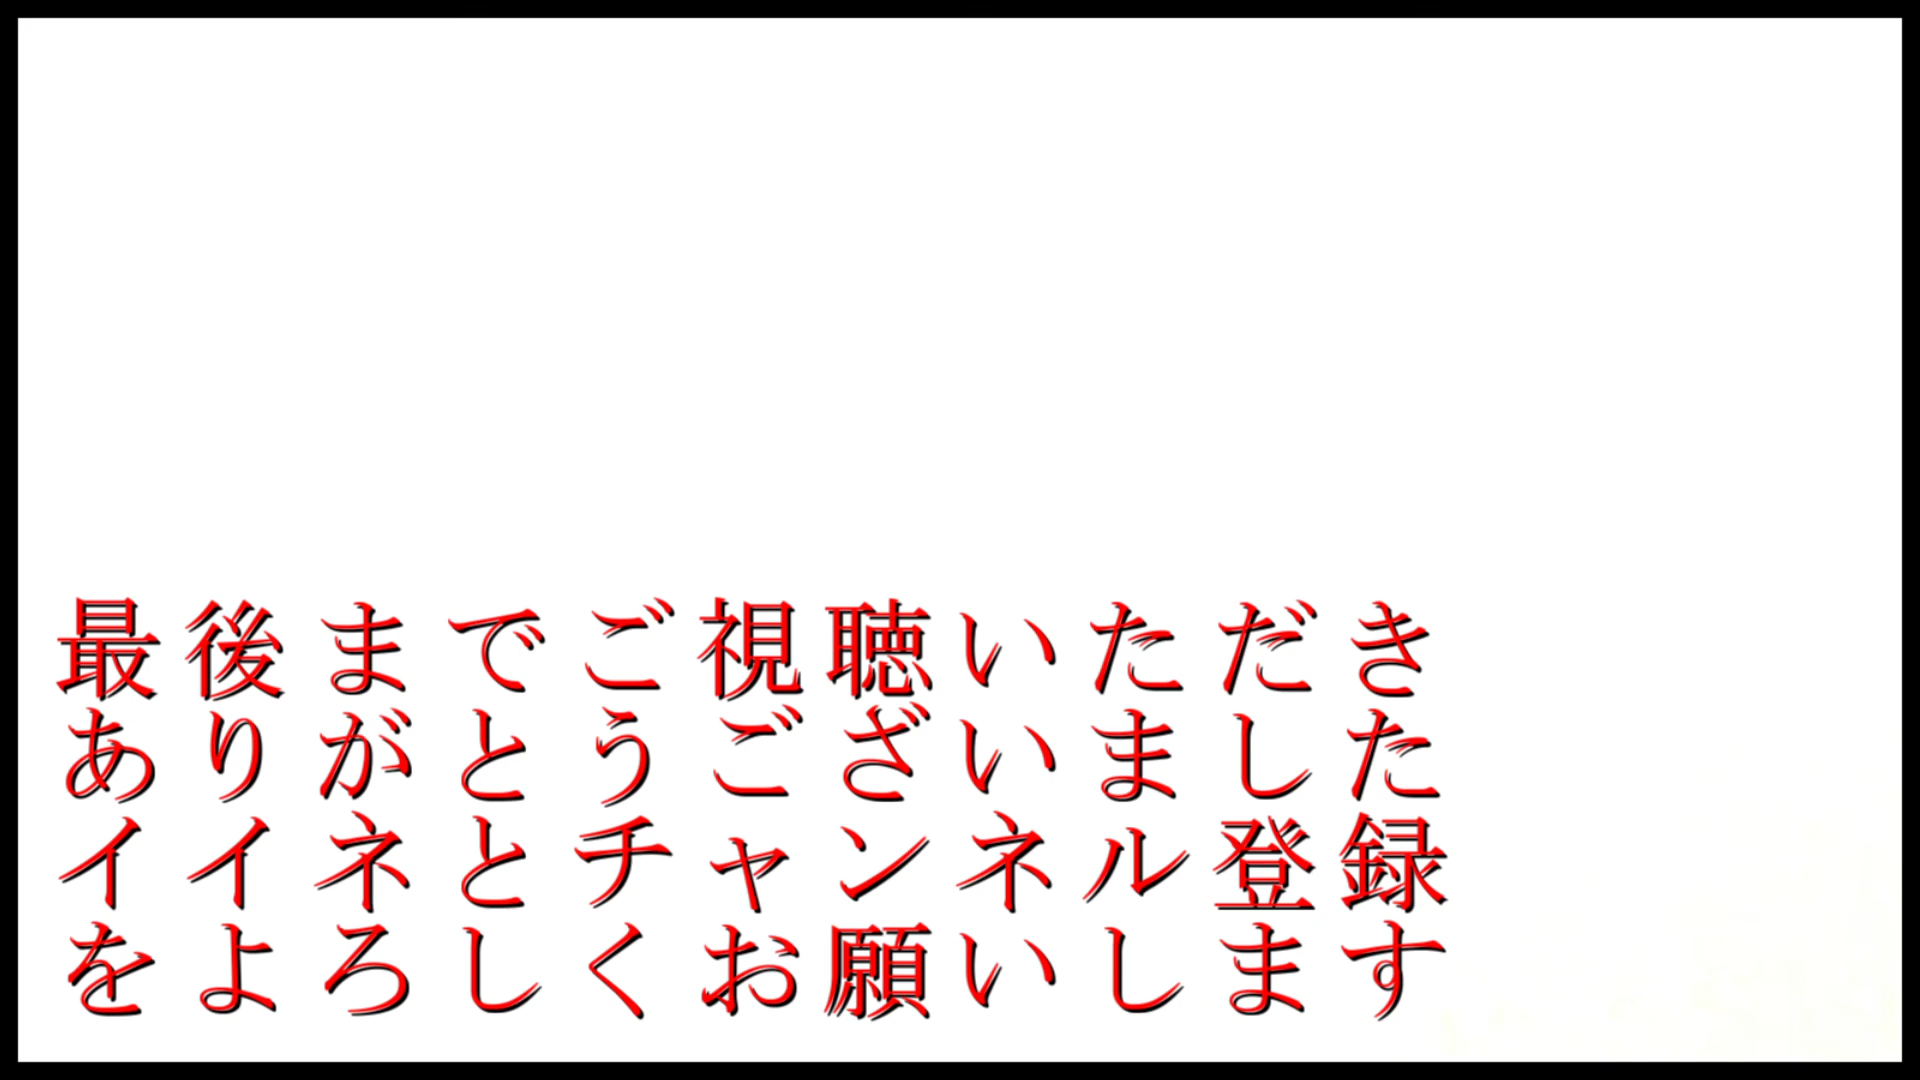 最後までご視聴いただき
ありがとうございました
イイネとチャンネル登録
をよろしくお願いします